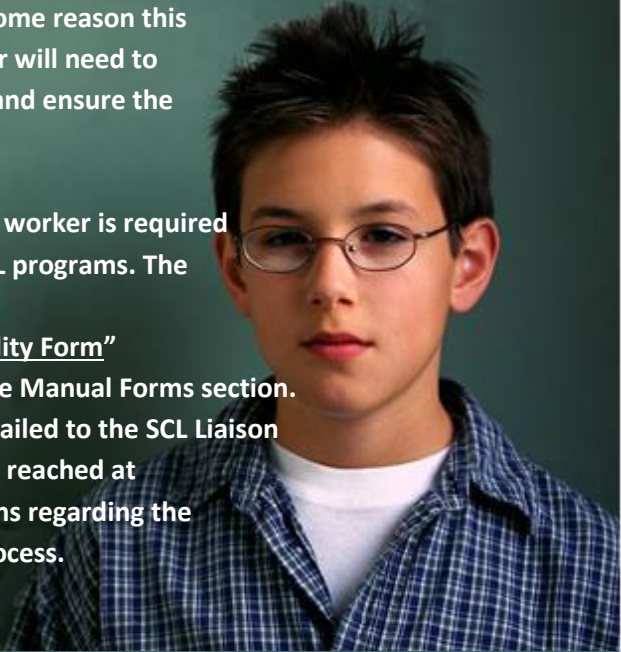 ome reason this
r will need to
and ensure the
worker is required
L programs. The
lity Form”
e Manual Forms section.
ailed to the SCL Liaison
reached at
ns regarding the
ocess.